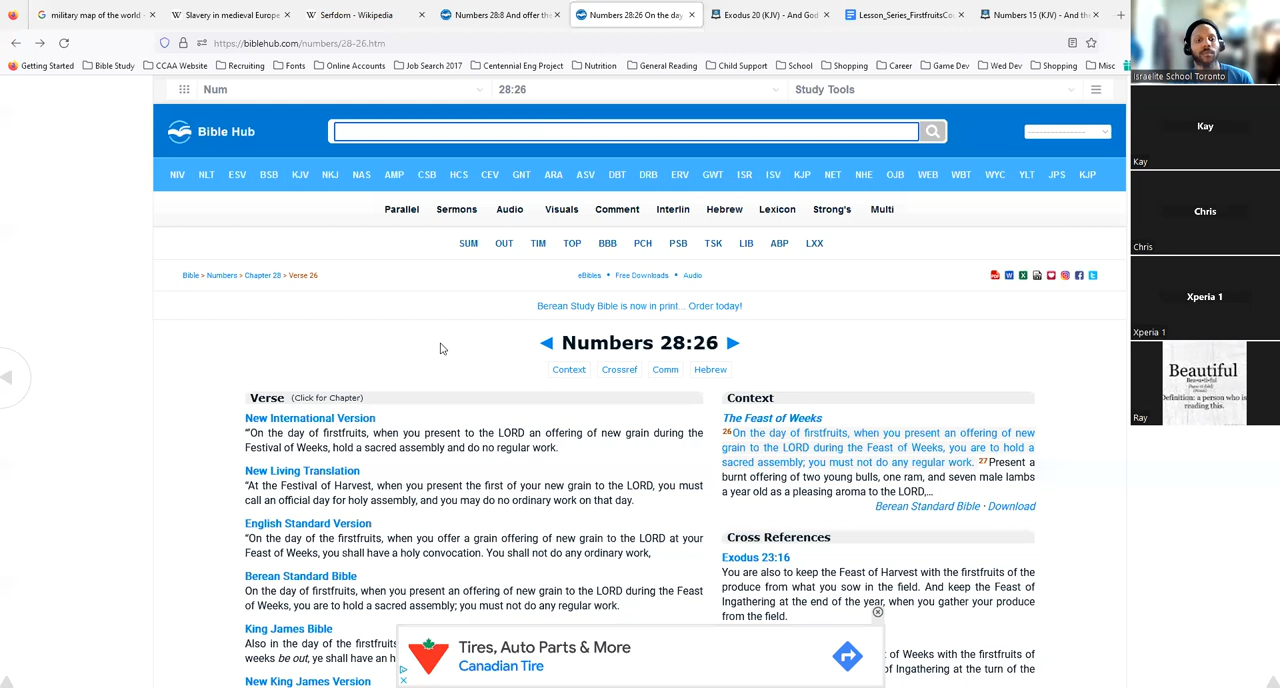 military map of the world
Slavery in medieval Europe
Serfdom - Wikipedia
Numbers 28:8 And offer the
Numbers 28:26 On the day
Exodus 20 (KJV) - And God
Lesson_Series_FirstfruitsCo
Numbers 15 (KJV) - And th
https://biblehub.com/numbers/28-26.htm
Getting Started Bible Study CCAA Website Recruiting Fonts Online Accounts Job Search 2017 Centennial Eng Project Nutrition General Reading Child Support School Shopping Career Game Dev Wed Dev Shopping Misc
Israelite School Toronto
Num 28:26 Study Tools
Bible Hub
NIV NLT ESV BSB KJV NKJ NAS AMP CSB HCS CEV GNT ARA ASV DBT DRB ERV GWT ISR ISV KJP NET NHE OJB WEB WBT WYC YLT JPS KJP
Parallel Sermons Audio Visuals Comment Interlin Hebrew Lexicon Strong's Multi
SUM OUT TIM TOP BBB PCH PSB TSK LIB ABP LXX
Bible > Numbers > Chapter 28 > Verse 26
eBibles • Free Downloads • Audio
Berean Study Bible is now in print... Order today!
◄ Numbers 28:26 ►
Context Crossref Comm Hebrew
Verse (Click for Chapter)
New International Version
“‘On the day of firstfruits, when you present to the LORD an offering of new grain during the
Festival of Weeks, hold a sacred assembly and do no regular work.
New Living Translation
“At the Festival of Harvest, when you present the first of your new grain to the LORD, you must
call an official day for holy assembly, and you may do no ordinary work on that day.
English Standard Version
“On the day of the firstfruits, when you offer a grain offering of new grain to the LORD at your
Feast of Weeks, you shall have a holy convocation. You shall not do any ordinary work,
Berean Standard Bible
On the day of firstfruits, when you present an offering of new grain to the LORD during the Feast
of Weeks, you are to hold a sacred assembly; you must not do any regular work.
King James Bible
Also in the day of the firstfruits
weeks be out, ye shall have an h
New King James Version
Context
The Feast of Weeks
26On the day of firstfruits, when you present an offering of new
grain to the LORD during the Feast of Weeks, you are to hold a
sacred assembly; you must not do any regular work. 27Present a
burnt offering of two young bulls, one ram, and seven male lambs
a year old as a pleasing aroma to the LORD,…
Berean Standard Bible · Download
Cross References
Exodus 23:16
You are also to keep the Feast of Harvest with the firstfruits of the
produce from what you sow in the field. And keep the Feast of
Ingathering at the end of the year, when you gather your produce
from the field.
of Weeks with the firstfruits of
of Ingathering at the turn of the
Tires, Auto Parts & More
Canadian Tire
Kay
Kay
Chris
Chris
Xperia 1
Xperia 1
Beautiful
Definition: a person who is
reading this.
Ray